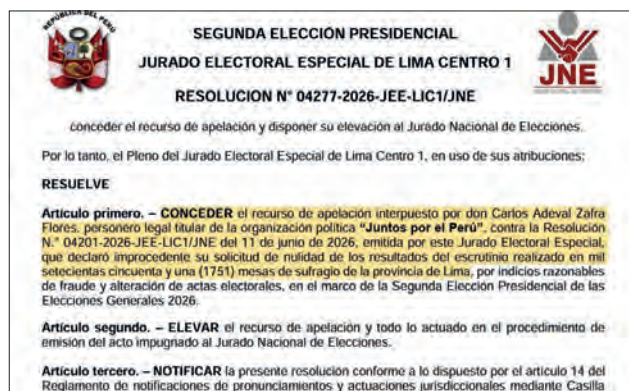 REPÚBLICA DEL PERÚ
SEGUNDA ELECCIÓN PRESIDENCIAL
JURADO ELECTORAL ESPECIAL DE LIMA CENTRO 1
JNE
RESOLUCION N° 04277-2026-JEE-LIC1/JNE
conceder el recurso de apelación y disponer su elevación al Jurado Nacional de Elecciones.
Por lo tanto, el Pleno del Jurado Electoral Especial de Lima Centro 1, en uso de sus atribuciones;
RESUELVE
Artículo primero. – CONCEDER el recurso de apelación interpuesto por don Carlos Adeval Zafra
Flores, personero legal titular de la organización política “Juntos por el Perú”, contra la Resolución
N.° 04201-2026-JEE-LIC1/JNE del 11 de junio de 2026, emitida por este Jurado Electoral Especial,
que declaró improcedente su solicitud de nulidad de los resultados del escrutinio realizado en mil
setecientas cincuenta y una (1751) mesas de sufragio de la provincia de Lima, por indicios razonables
de fraude y alteración de actas electorales, en el marco de la Segunda Elección Presidencial de las
Elecciones Generales 2026.
Artículo segundo. – ELEVAR el recurso de apelación y todo lo actuado en el procedimiento de
emisión del acto impugnado al Jurado Nacional de Elecciones.
Artículo tercero. – NOTIFICAR la presente resolución conforme a lo dispuesto por el artículo 14 del
Reglamento de notificaciones de pronunciamientos y actuaciones jurisdiccionales mediante Casilla